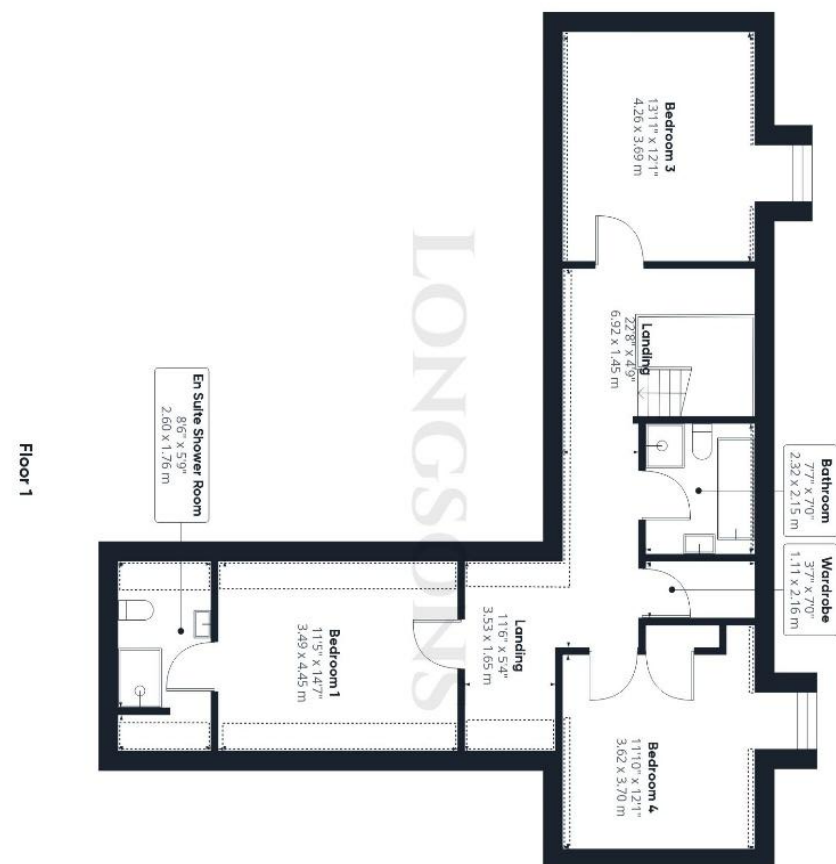 Bedroom 3
13'11" x 12'1"
4.26 x 3.69 m
Landing
22'8" x 4'9"
6.92 x 1.45 m
Bathroom
7'7" x 7'0"
2.32 x 2.15 m
Wardrobe
3'7" x 7'0"
1.11 x 2.16 m
Bedroom 4
11'10" x 12'1"
3.62 x 3.70 m
Landing
11'6" x 5'4"
3.53 x 1.65 m
Bedroom 1
11'5" x 14'7"
3.49 x 4.45 m
En Suite Shower Room
8'6" x 5'9"
2.60 x 1.76 m
LONGSONS
Floor 1